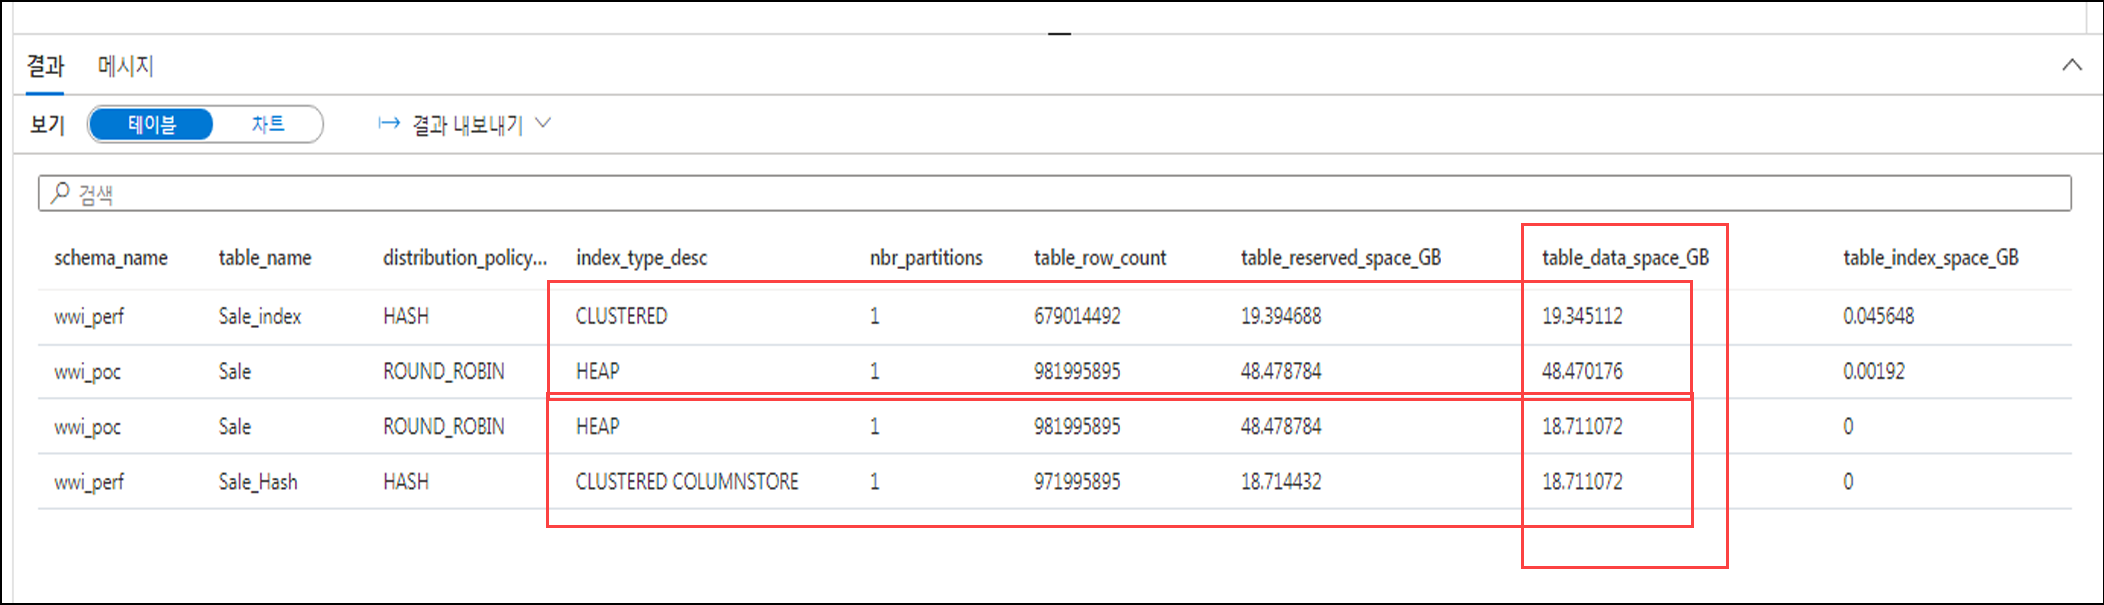 결과 메시지
보기 테이블 차트 결과 내보내기
검색
schema_name table_name distribution_policy... index_type_desc nbr_partitions table_row_count table_reserved_space_GB table_data_space_GB table_index_space_GB
wwi_perf Sale_index HASH CLUSTERED 1 679014492 19.394688 19.345112 0.045648
wwi_poc Sale ROUND_ROBIN HEAP 1 981995895 48.478784 48.470176 0.00192
wwi_poc Sale ROUND_ROBIN HEAP 1 981995895 48.478784 18.711072 0
wwi_perf Sale_Hash HASH CLUSTERED COLUMNSTORE 1 971995895 18.714432 18.711072 0